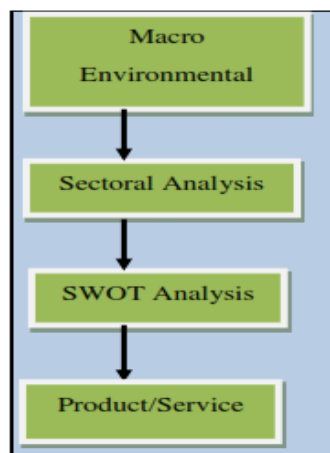 Macro
Environmental
Sectoral Analysis
SWOT Analysis
Product/Service